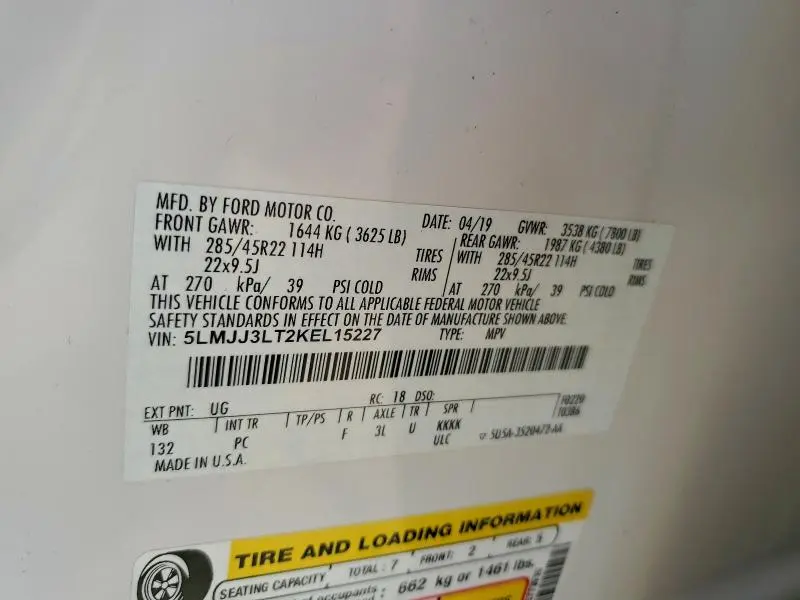 MFD. BY FORD MOTOR CO.
DATE: 04/19 GVWR: 3538 KG ( 7800 LB)
FRONT GAWR: 1644 KG ( 3625 LB) REAR GAWR: 1987 KG ( 4380 LB)
WITH 285/45R22 114H TIRES WITH 285/45R22 114H TIRES
22x9.5J RIMS 22x9.5J RIMS
AT 270 kPa/ 39 PSI COLD AT 270 kPa/ 39 PSI COLD
THIS VEHICLE CONFORMS TO ALL APPLICABLE FEDERAL MOTOR VEHICLE
SAFETY STANDARDS IN EFFECT ON THE DATE OF MANUFACTURE SHOWN ABOVE.
VIN: 5LMJJ3LT2KEL15227 TYPE: MPV
EXT PNT: UG RC: 18 DSO: F0220
WB INT TR TP/PS R AXLE TR SPR T0386
132 PC F 3L U KKKK
ULC 5U5A-3520472-AA
MADE IN U.S.A.
TIRE AND LOADING INFORMATION
SEATING CAPACITY TOTAL: 7 FRONT: 2 REAR: 5
occupants : 662 kg or 1461 lbs.